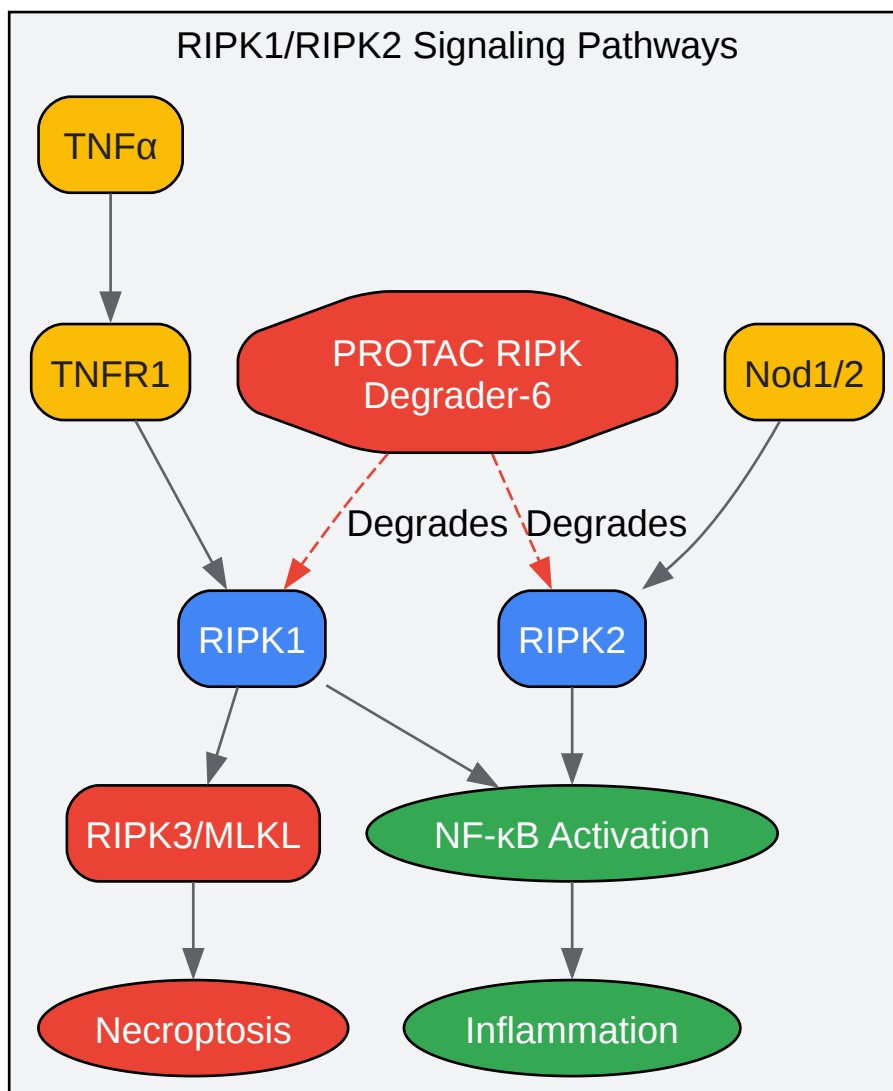 RIPK1/RIPK2 Signaling Pathways
TNFα
TNFR1
PROTAC RIPK
Degrader-6
Nod1/2
Degrades
Degrades
RIPK1
RIPK2
RIPK3/MLKL
NF-κB Activation
Necroptosis
Inflammation